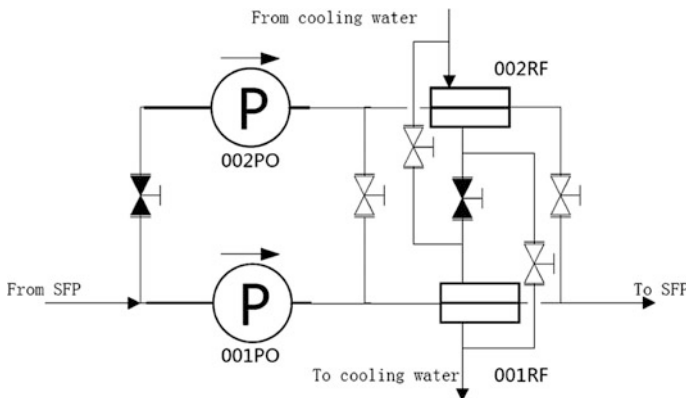 From cooling water
002RF
P
002PO
From SFP
P
To SFP
001PO
To cooling water
001RF